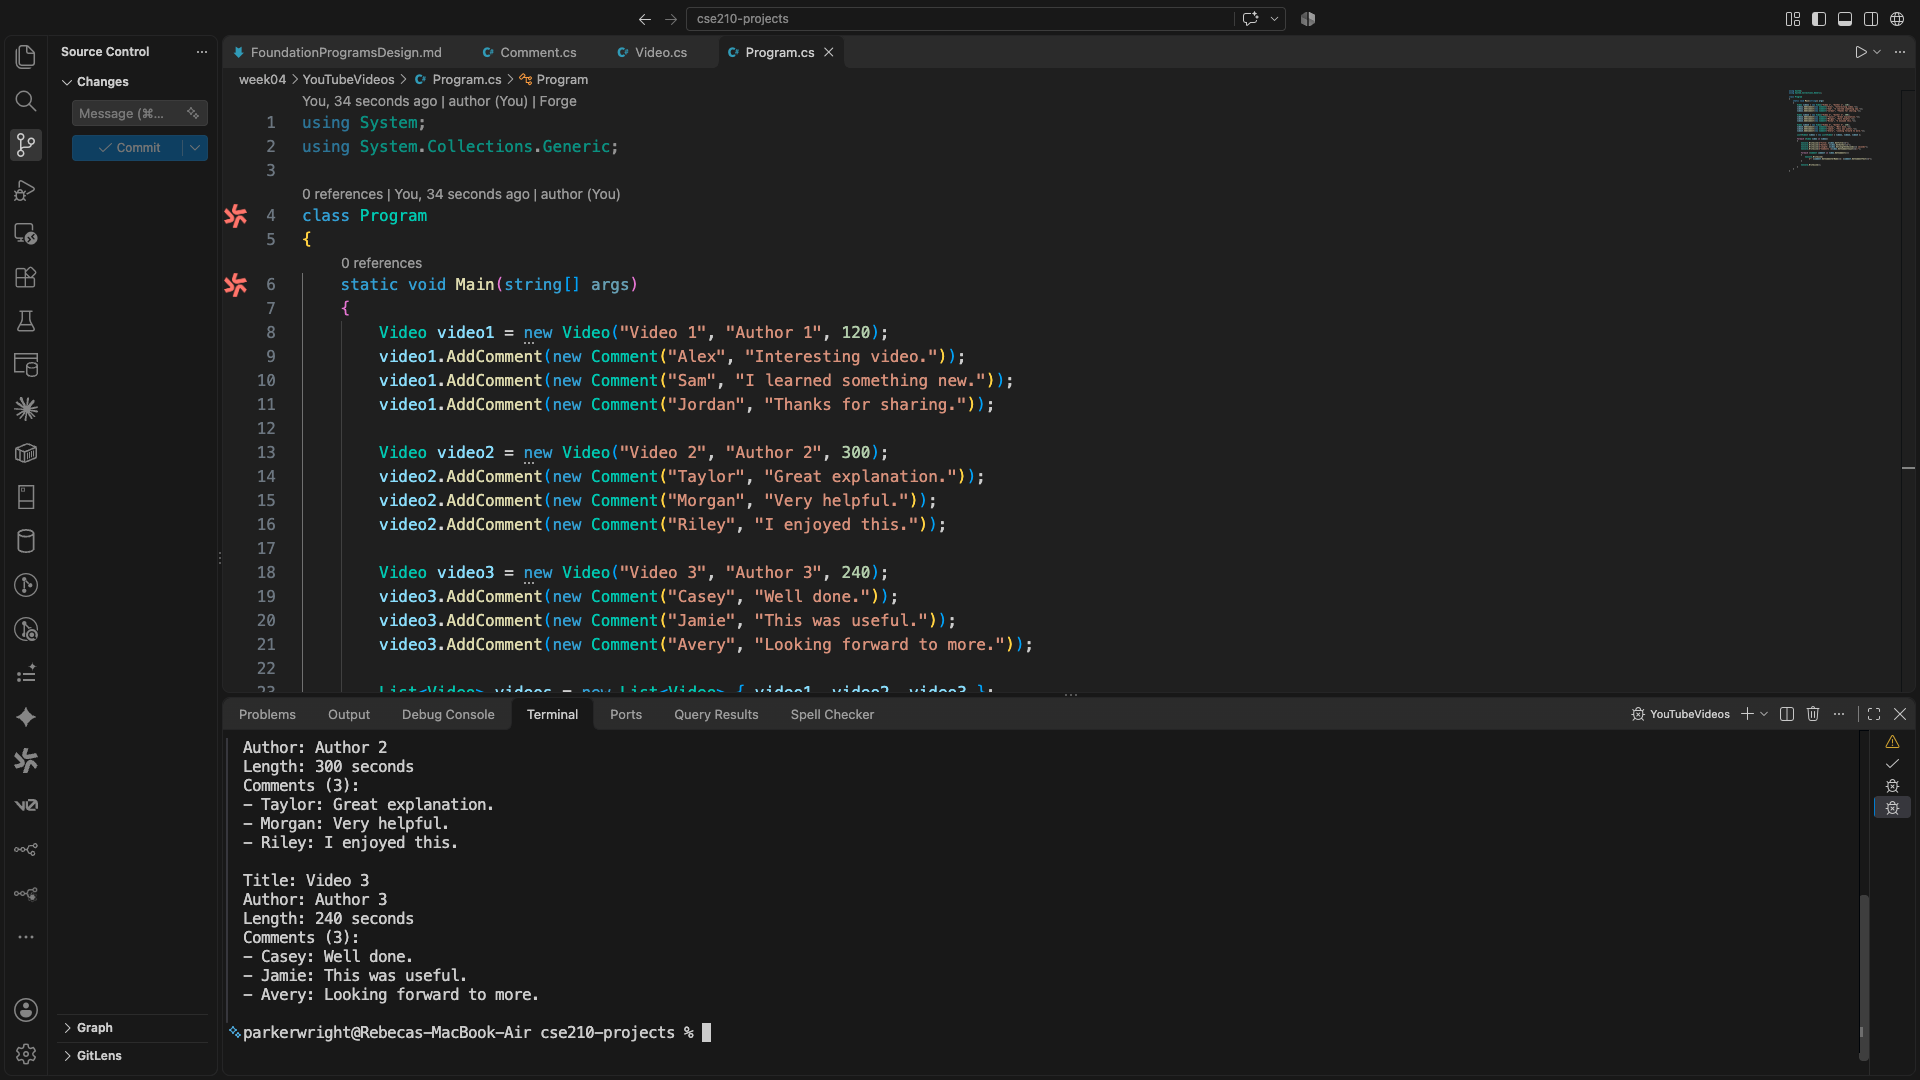 cse210-projects
Source Control
Changes
Message (⌘...
Commit
Graph
GitLens
FoundationProgramsDesign.md
Comment.cs
Video.cs
Program.cs
week04 > YouTubeVideos > Program.cs > Program
You, 34 seconds ago | author (You) | Forge
1 using System;
2 using System.Collections.Generic;
3
0 references | You, 34 seconds ago | author (You)
4 class Program
5 {
0 references
6 static void Main(string[] args)
7 {
8 Video video1 = new Video("Video 1", "Author 1", 120);
9 video1.AddComment(new Comment("Alex", "Interesting video."));
10 video1.AddComment(new Comment("Sam", "I learned something new."));
11 video1.AddComment(new Comment("Jordan", "Thanks for sharing."));
12
13 Video video2 = new Video("Video 2", "Author 2", 300);
14 video2.AddComment(new Comment("Taylor", "Great explanation."));
15 video2.AddComment(new Comment("Morgan", "Very helpful."));
16 video2.AddComment(new Comment("Riley", "I enjoyed this."));
17
18 Video video3 = new Video("Video 3", "Author 3", 240);
19 video3.AddComment(new Comment("Casey", "Well done."));
20 video3.AddComment(new Comment("Jamie", "This was useful."));
21 video3.AddComment(new Comment("Avery", "Looking forward to more."));
22
23 List<Video> videos = new List<Video> { video1, video2, video3 };
Problems
Output
Debug Console
Terminal
Ports
Query Results
Spell Checker
YouTubeVideos
Author: Author 2
Length: 300 seconds
Comments (3):
- Taylor: Great explanation.
- Morgan: Very helpful.
- Riley: I enjoyed this.
Title: Video 3
Author: Author 3
Length: 240 seconds
Comments (3):
- Casey: Well done.
- Jamie: This was useful.
- Avery: Looking forward to more.
parkerwright@Rebecas-MacBook-Air cse210-projects %